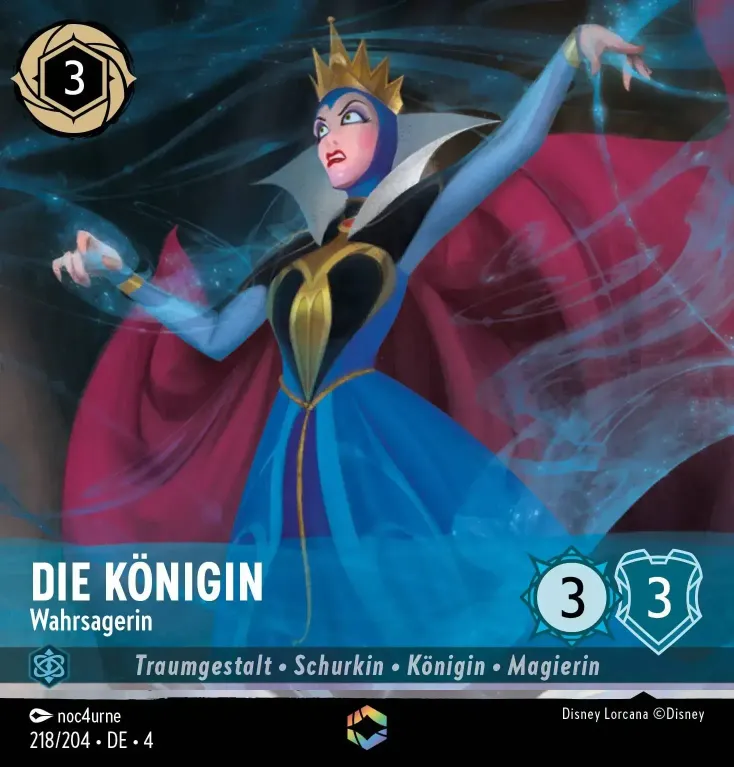 3
DIE KÖNIGIN
Wahrsagerin
3
3
Traumgestalt • Schurkin • Königin • Magierin
noc4urne
Disney Lorcana ©Disney
218/204 • DE • 4